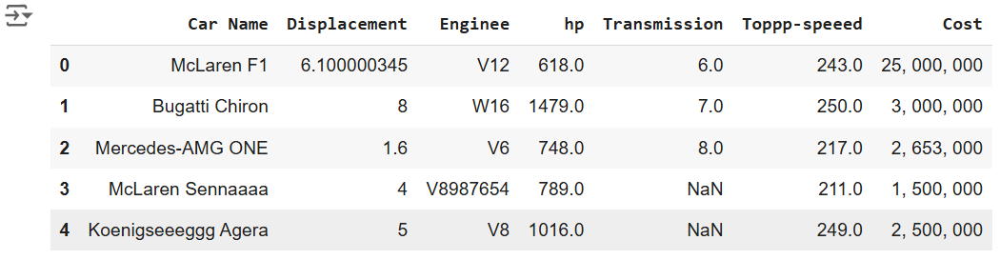 Car Name Displacement Enginee hp Transmission Toppp-speeed Cost
0 McLaren F1 6.100000345 V12 618.0 6.0 243.0 25, 000, 000
1 Bugatti Chiron 8 W16 1479.0 7.0 250.0 3, 000, 000
2 Mercedes-AMG ONE 1.6 V6 748.0 8.0 217.0 2, 653, 000
3 McLaren Sennaaaa 4 V8987654 789.0 NaN 211.0 1, 500, 000
4 Koenigseeeggg Agera 5 V8 1016.0 NaN 249.0 2, 500, 000